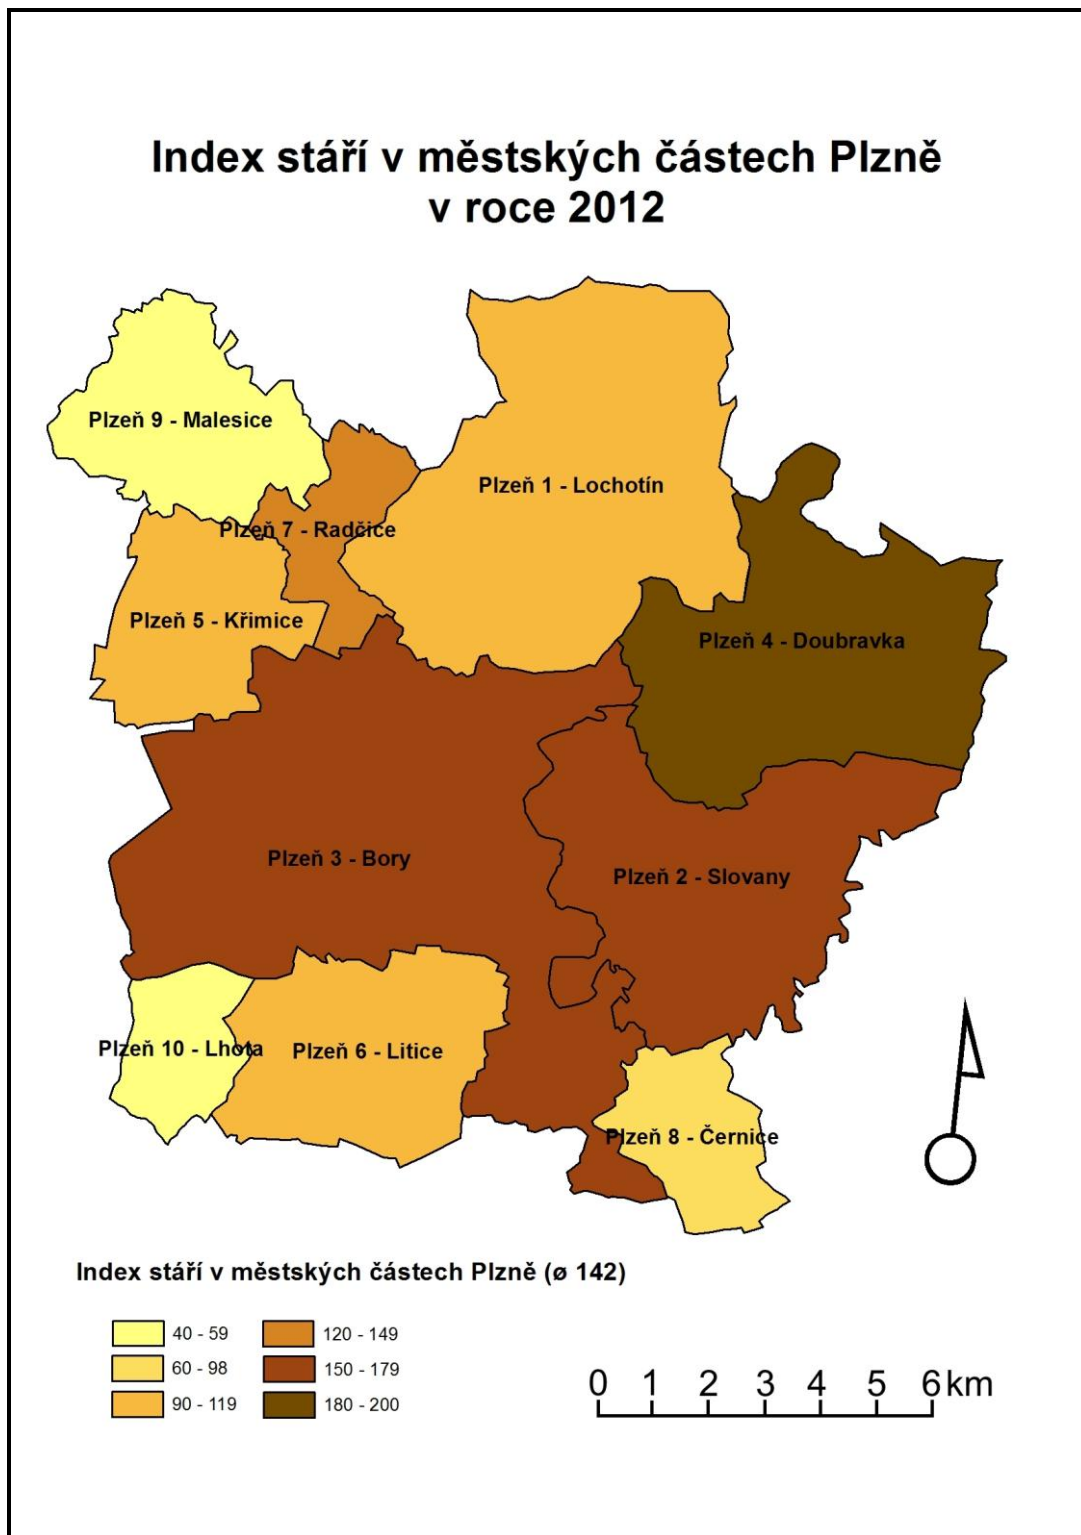 Index stáří v městských částech Plzně
v roce 2012
Plzeň 9 - Malesice
Plzeň 1 - Lochotín
Plzeň 7 - Radčice
Plzeň 5 - Křimice
Plzeň 4 - Doubravka
Plzeň 3 - Bory
Plzeň 2 - Slovany
Plzeň 10 - Lhota
Plzeň 6 - Litice
Plzeň 8 - Černice
Index stáří v městských částech Plzně (ø 142)
40 - 59
60 - 98
90 - 119
120 - 149
150 - 179
180 - 200
0 1 2 3 4 5 6 km